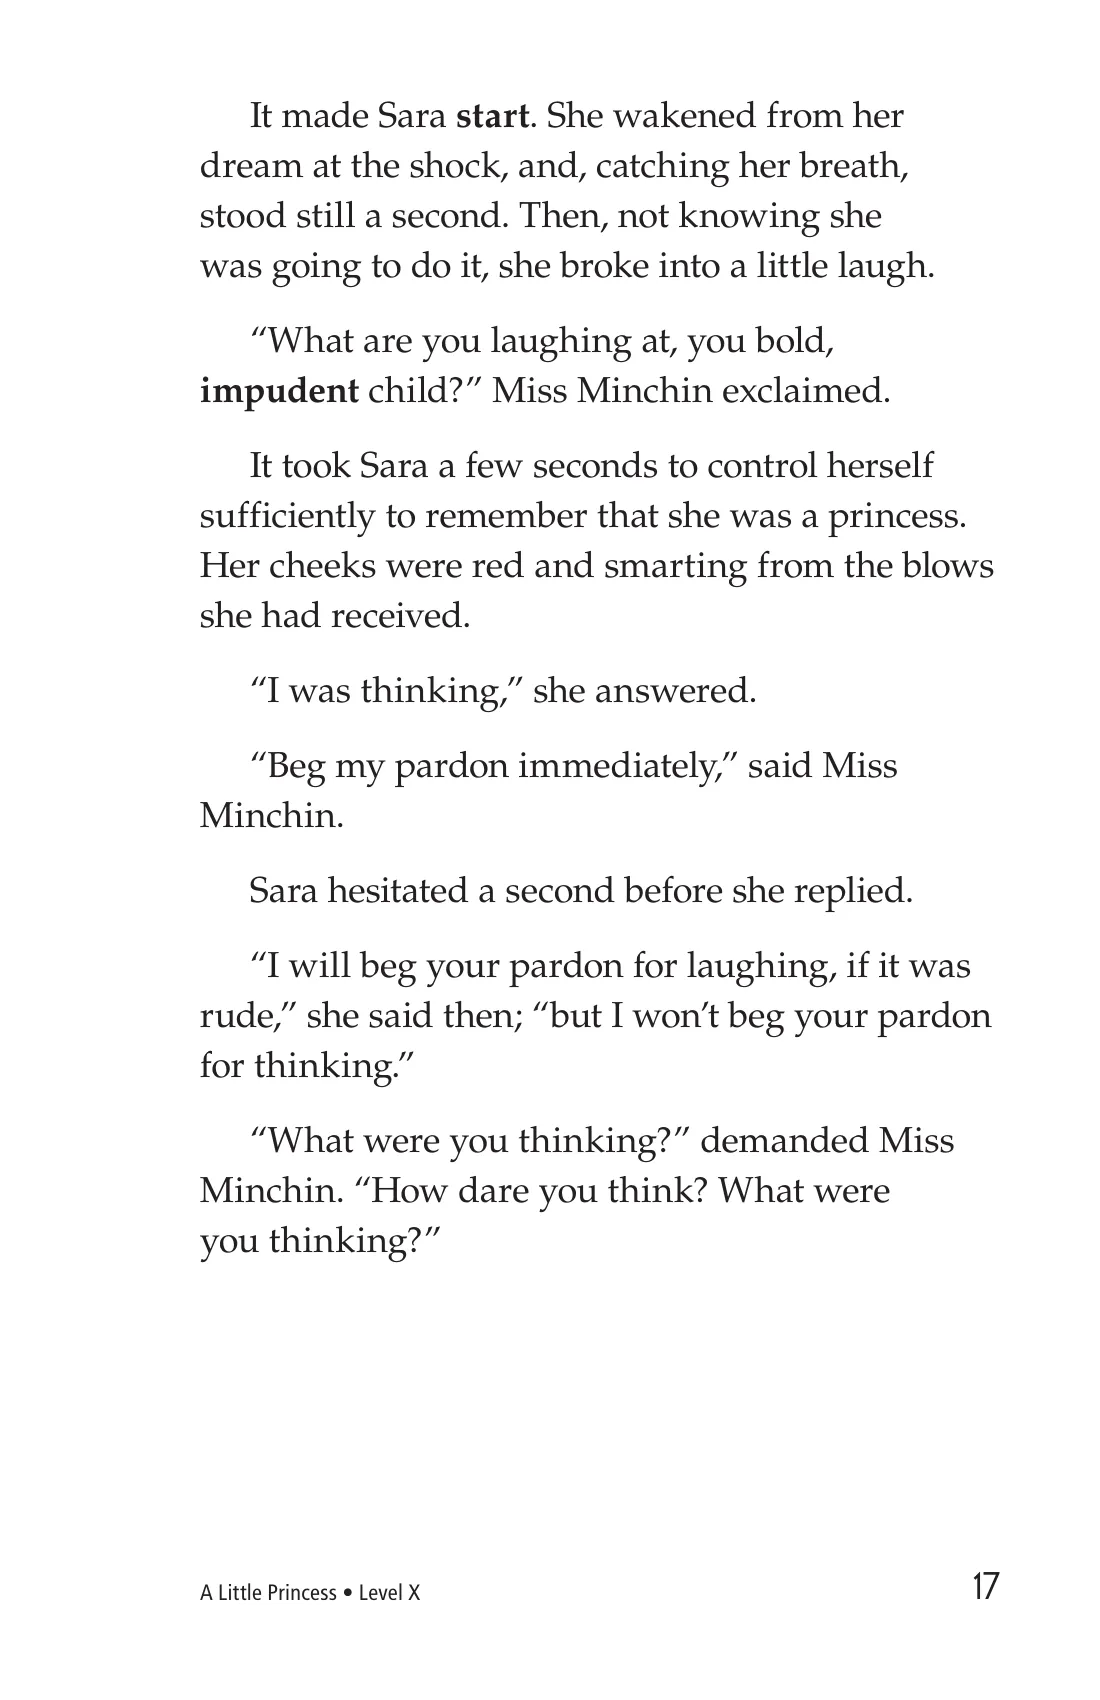 It made Sara start. She wakened from her
dream at the shock, and, catching her breath,
stood still a second. Then, not knowing she
was going to do it, she broke into a little laugh.
“What are you laughing at, you bold,
impudent child?” Miss Minchin exclaimed.
It took Sara a few seconds to control herself
sufficiently to remember that she was a princess.
Her cheeks were red and smarting from the blows
she had received.
“I was thinking,” she answered.
“Beg my pardon immediately,” said Miss
Minchin.
Sara hesitated a second before she replied.
“I will beg your pardon for laughing, if it was
rude,” she said then; “but I won’t beg your pardon
for thinking.”
“What were you thinking?” demanded Miss
Minchin. “How dare you think? What were
you thinking?”
A Little Princess • Level X
17